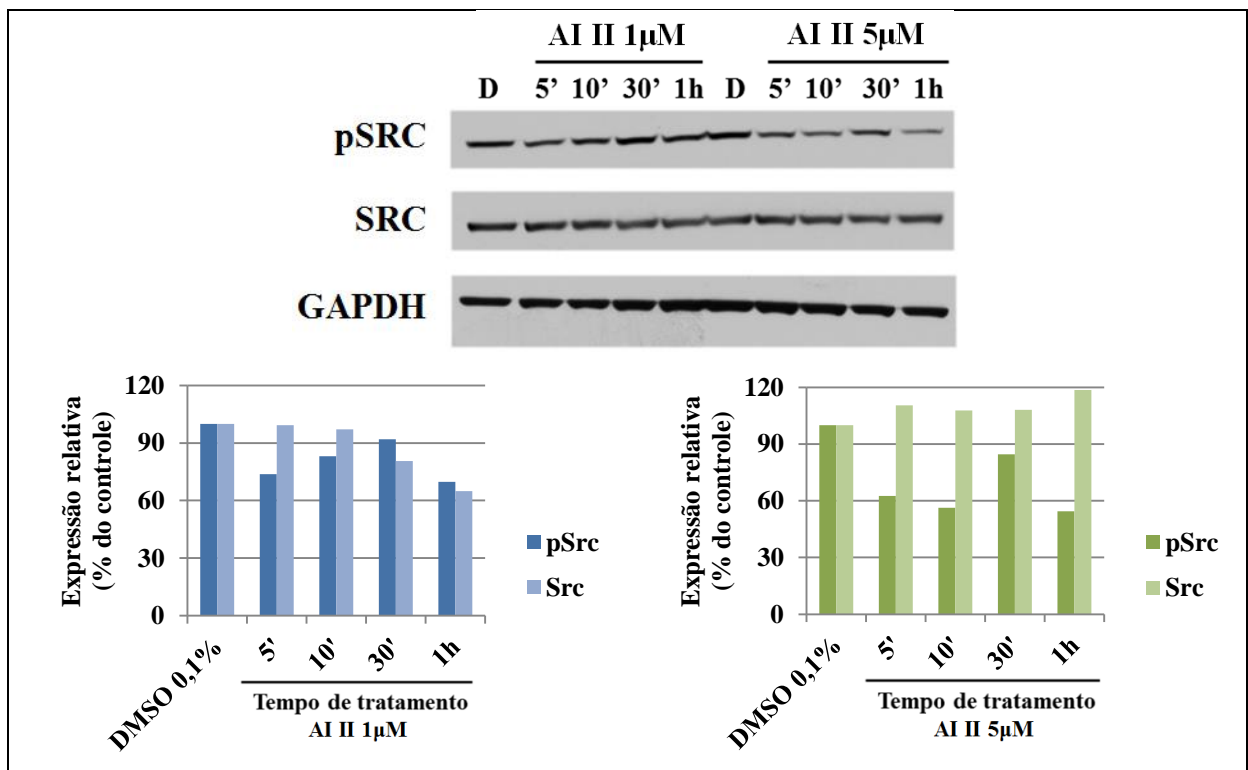 AI II 1µM
AI II 5µM
D 5’ 10’ 30’ 1h D 5’ 10’ 30’ 1h
pSRC
SRC
GAPDH
Expressão relativa
(% do controle)
120
90
60
30
0
DMSO 0,1%
5'
10'
30'
1h
Tempo de tratamento
AI II 1µM
pSrc
Src
Expressão relativa
(% do controle)
120
90
60
30
0
DMSO 0,1%
5'
10'
30'
1h
Tempo de tratamento
AI II 5µM
pSrc
Src